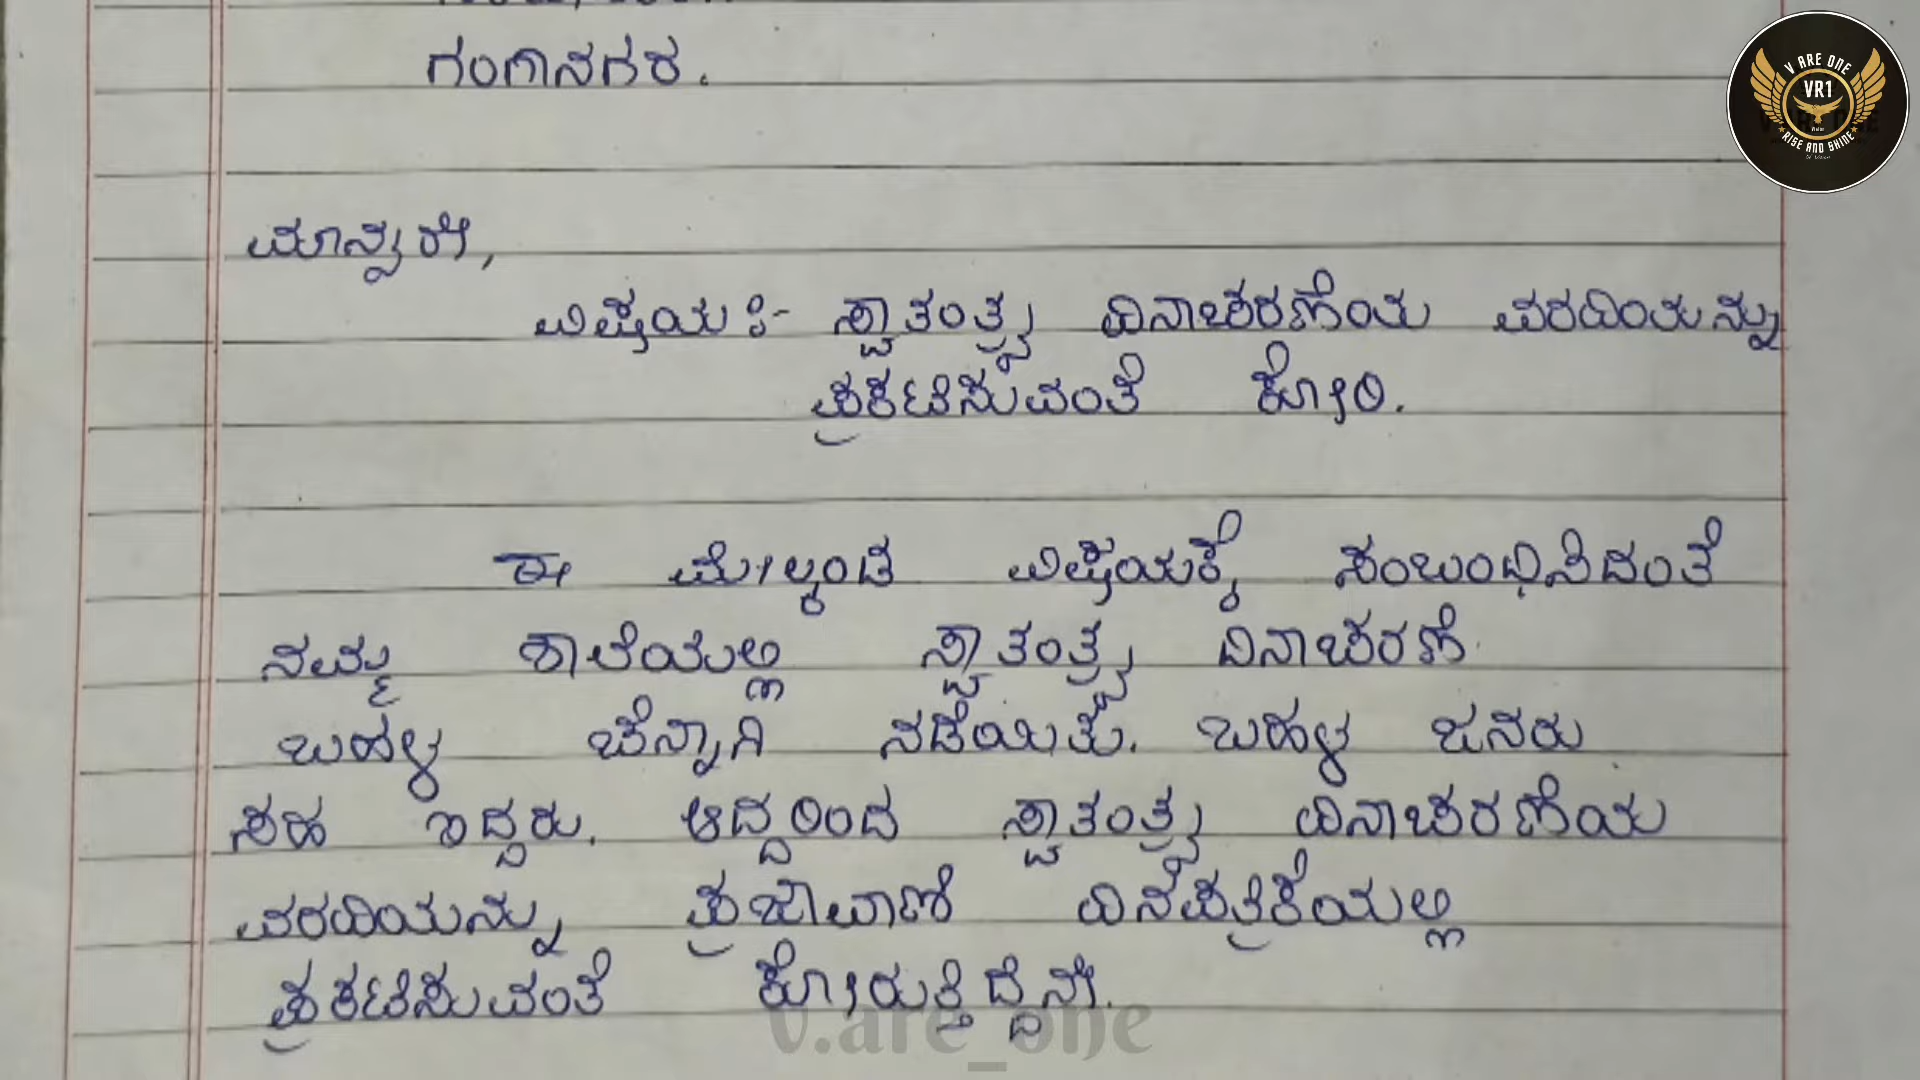 ಗಂಗಾನಗರ.
V ARE ONE
VR1
RISE AND SHINE
ಮಾನ್ಯರೇ,
ವಿಷಯ :- ಸ್ವಾತಂತ್ರ್ಯ ದಿನಾಚರಣೆಯ ವರದಿಯನ್ನು
ಪ್ರಕಟಿಸುವಂತೆ ಕೋರಿ.
ಈ ಮೇಲ್ಕಂಡ ವಿಷಯಕ್ಕೆ ಸಂಬಂಧಿಸಿದಂತೆ
ನಮ್ಮ ಶಾಲೆಯಲ್ಲಿ ಸ್ವಾತಂತ್ರ್ಯ ದಿನಾಚರಣೆ
ಬಹಳ ಚೆನ್ನಾಗಿ ನಡೆಯಿತು. ಬಹಳ ಜನರು
ಸಹ ಇದ್ದರು. ಆದ್ದರಿಂದ ಸ್ವಾತಂತ್ರ್ಯ ದಿನಾಚರಣೆಯ
ವರದಿಯನ್ನು ಪ್ರಜಾವಾಣಿ ದಿನಪತ್ರಿಕೆಯಲ್ಲಿ
ಪ್ರಕಟಿಸುವಂತೆ ಕೋರುತ್ತಿದ್ದೇನೆ.
v.are_one